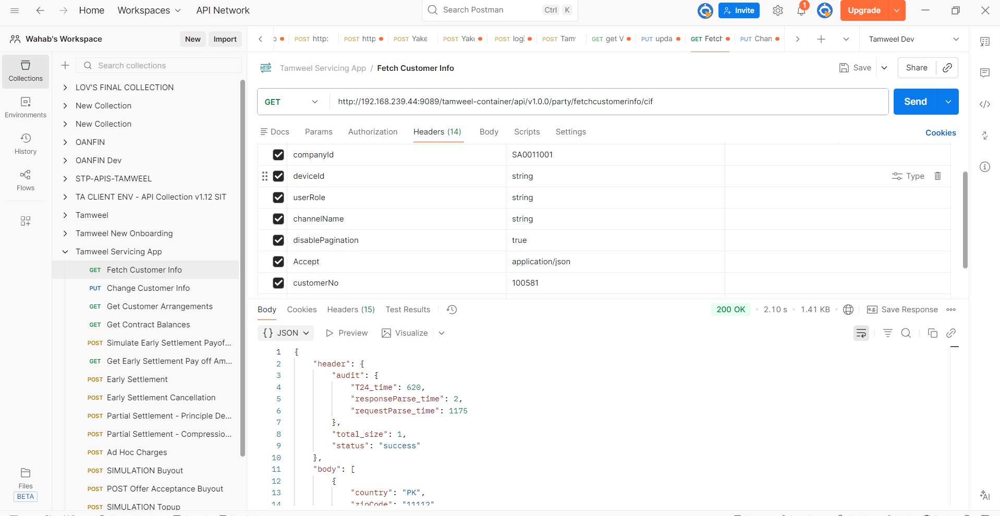 Home Workspaces API Network
Search Postman Ctrl K
Invite 1 Upgrade
Wahab's Workspace New Import
POST http: POST http POST Yake POST Yak POST logi POST Tam GET get V PUT upda GET Fetch PUT Chan
Tamweel Dev
Collections
Environments
History
Flows
Files
BETA
Search collections
LOV'S FINAL COLLECTION
New Collection
New Collection
OANFIN
OANFIN Dev
STP-APIS-TAMWEEL
TA CLIENT ENV - API Collection v1.12 SIT
Tamweel
Tamweel New Onboarding
Tamweel Servicing App
GET Fetch Customer Info
PUT Change Customer Info
GET Get Customer Arrangements
GET Get Contract Balances
POST Simulate Early Settlement Payof...
GET Get Early Settlement Pay off Am...
POST Early Settlement
POST Early Settlement Cancellation
POST Partial Settlement - Principle De...
POST Partial Settlement - Compressio...
POST Ad Hoc Charges
POST SIMULATION Buyout
POST POST Offer Acceptance Buyout
POST SIMULATION Topup
HTTP Tamweel Servicing App / Fetch Customer Info
Save Share
GET http://192.168.239.44:9089/tamweel-container/api/v1.0.0/party/fetchcustomerinfo/cif
Send
Docs Params Authorization Headers (14) Body Scripts Settings
Cookies
companyId SA0011001
deviceId string Type
userRole string
channelName string
disablePagination true
Accept application/json
customerNo 100581
Body Cookies Headers (15) Test Results
200 OK • 2.10 s • 1.41 KB • e.g. Save Response
{} JSON Preview Visualize
1 {
2 "header": {
3 "audit": {
4 "T24_time": 620,
5 "responseParse_time": 2,
6 "requestParse_time": 1175
7 },
8 "total_size": 1,
9 "status": "success"
10 },
11 "body": [
12 {
13 "country": "PK",
14 "zipCode": "11112"
AI